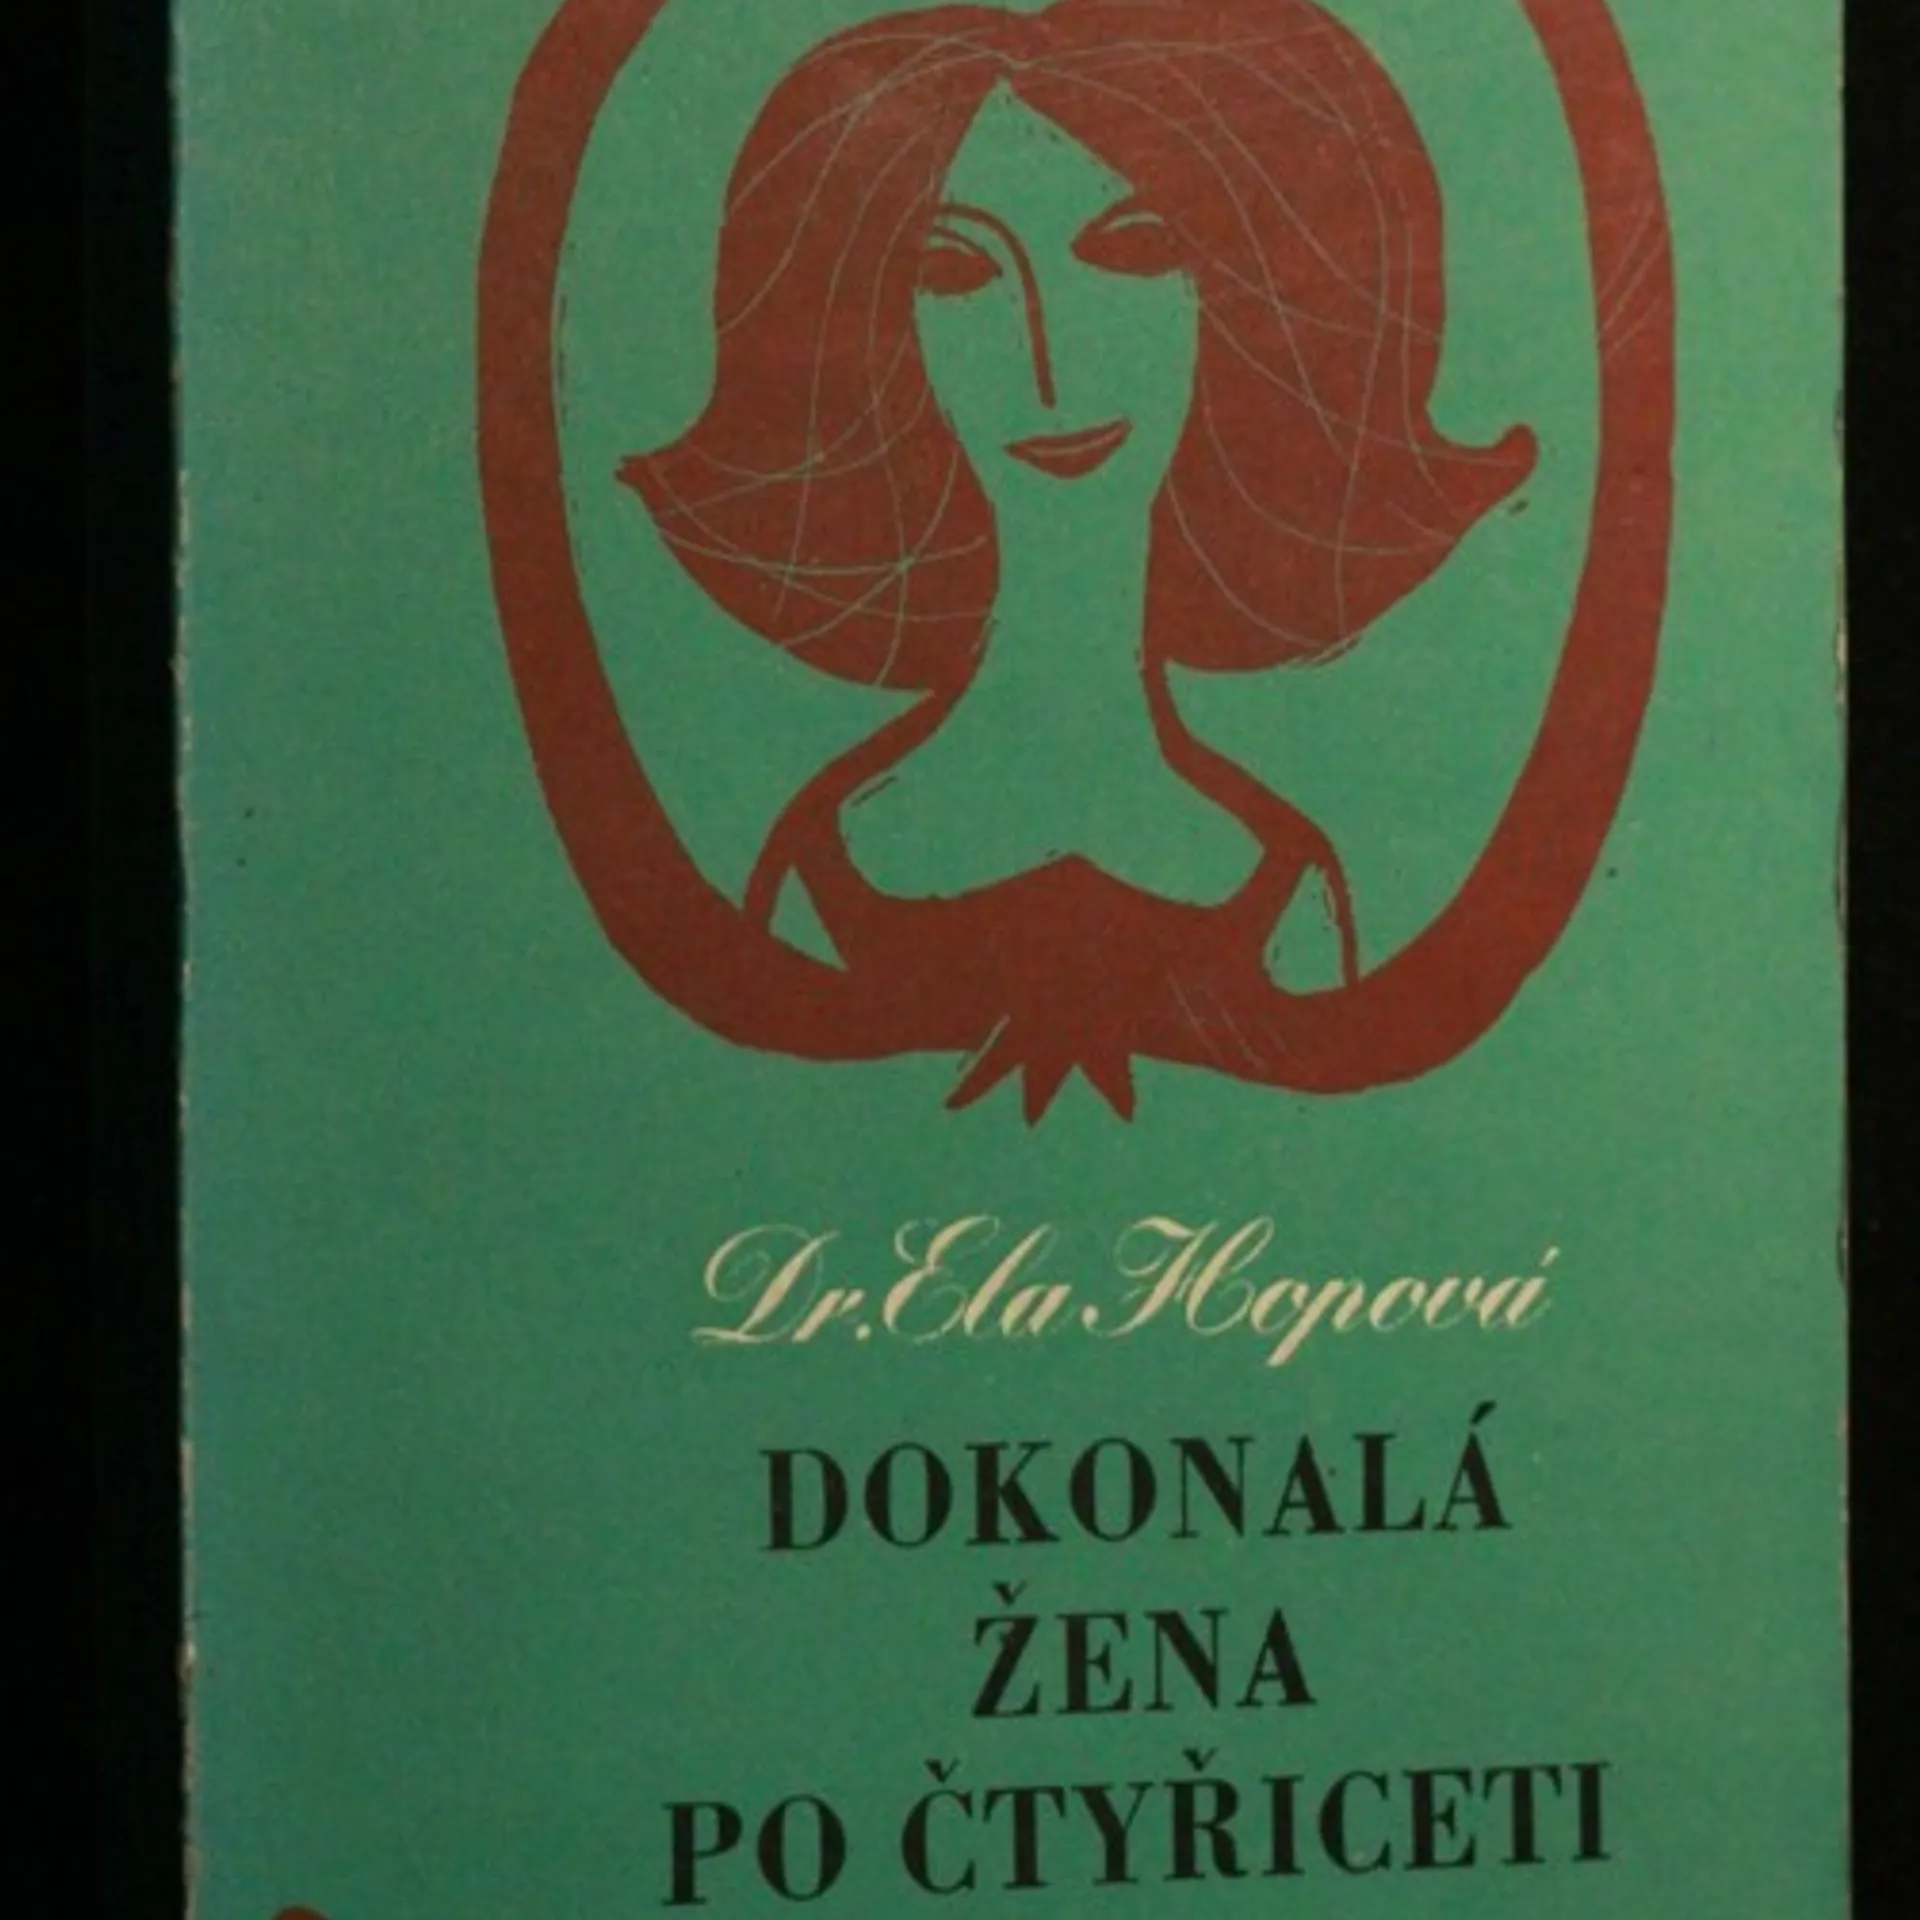 Dr. Ela Hopová
DOKONALÁ
ŽENA
PO ČTYŘICETI